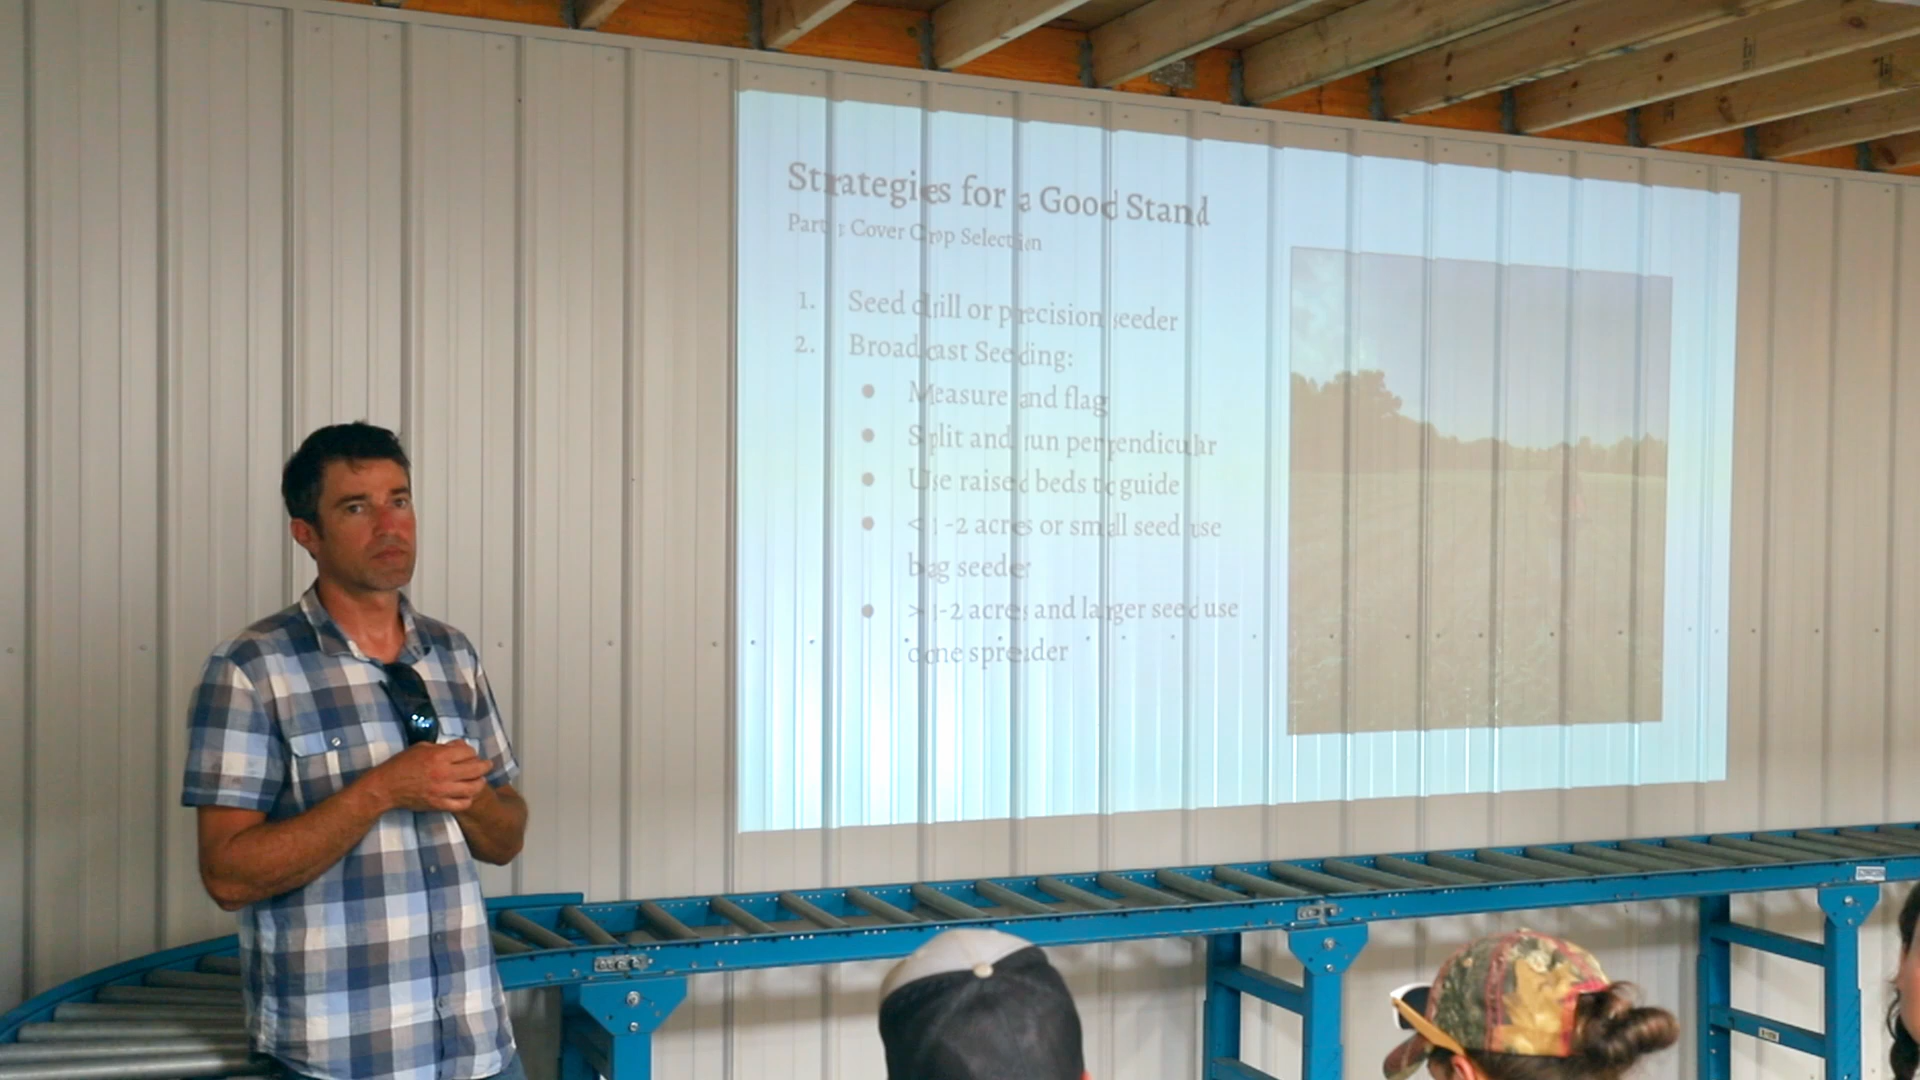 Strategies for a Good Stand
Part 1: Cover Crop Selection
1. Seed drill or precision seeder
2. Broadcast Seeding:
● Measure and flag
● Split and run perpendicular
● Use raised beds to guide
● < 1-2 acres or small seed use
bag seeder
● > 1-2 acres and larger seed use
cone spreader